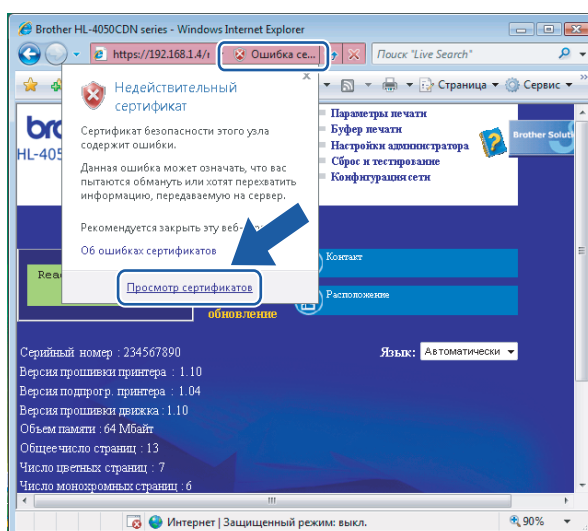 Brother HL-4050CDN series - Windows Internet Explorer
https://192.168.1.4/
Ошибка се...
Поиск "Live Search"
Страница
Сервис
Недействительный
сертификат
x
Сертификат безопасности этого узла
содержит ошибки.
Данная ошибка может означать, что вас
пытаются обмануть или хотят перехватить
информацию, передаваемую на сервер.
Рекомендуется закрыть эту
Об ошибках сертификатов
Просмотр сертификатов
Параметры печати
Буфер печати
Настройки администратора
Сброс и тестирование
Конфигурация сети
Brother
HL-405
Контакт
Расположение
обновление
Серийный номер : 234567890
Язык: Автоматически
Версия прошивки принтера : 1.10
Версия подпрогр. принтера : 1.04
Версия прошивки движка : 1.10
Объем памяти : 64 Мбайт
Общее число страниц : 13
Число цветных страниц : 7
Число монохромных страниц : 6
Интернет | Защищенный режим: выкл.
90%